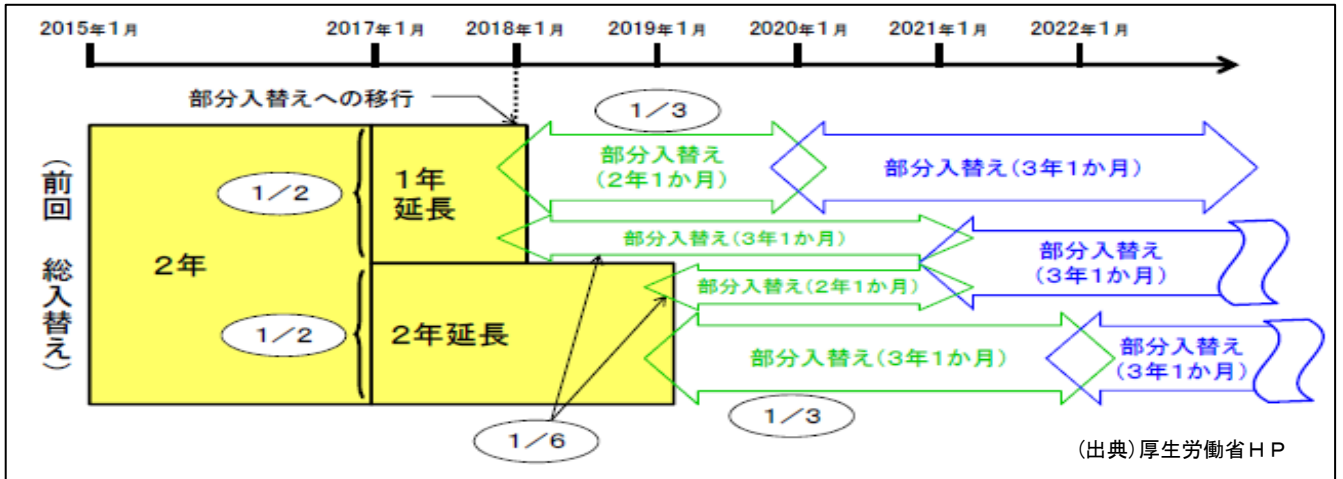 2015年1月
2017年1月
2018年1月
2019年1月
2020年1月
2021年1月
2022年1月
部分入替えへの移行
1/3
(前回 総入替え)
2年
1/2
1年
延長
部分入替え
(2年1か月)
部分入替え(3年1か月)
部分入替え(3年1か月)
部分入替え
(3年1か月)
1/2
2年延長
部分入替え(2年1か月)
部分入替え(3年1か月)
部分入替え
(3年1か月)
1/6
1/3
(出典)厚生労働省HP